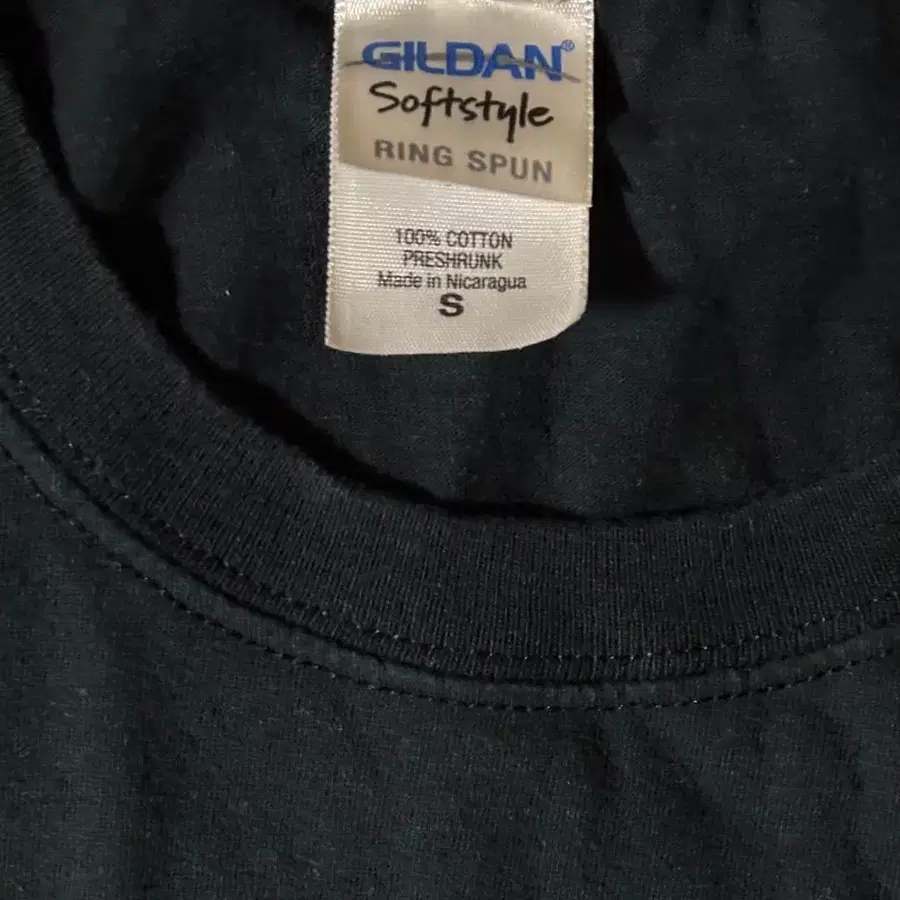 GILDAN®
Softstyle
RING SPUN
100% COTTON
PRESHRUNK
Made in Nicaragua
S